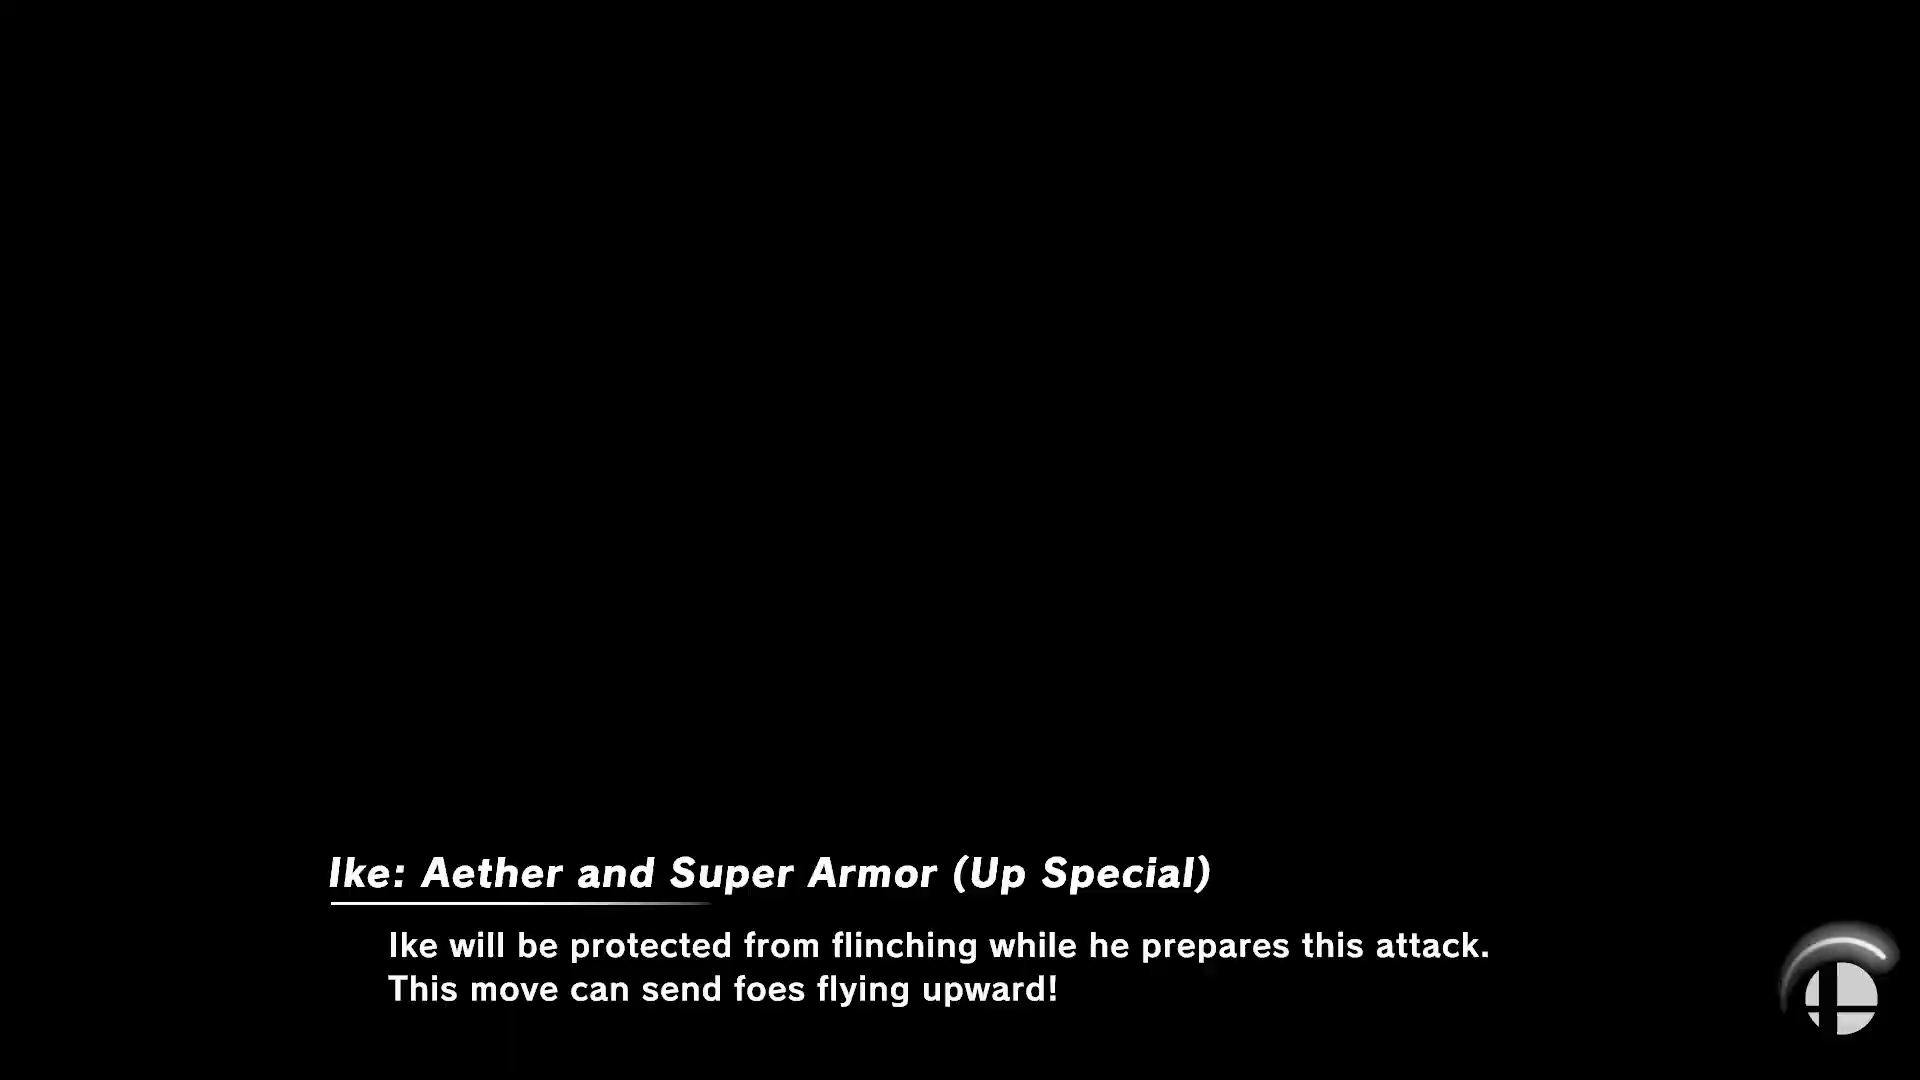 Ike: Aether and Super Armor (Up Special)
Ike will be protected from flinching while he prepares this attack.
This move can send foes flying upward!